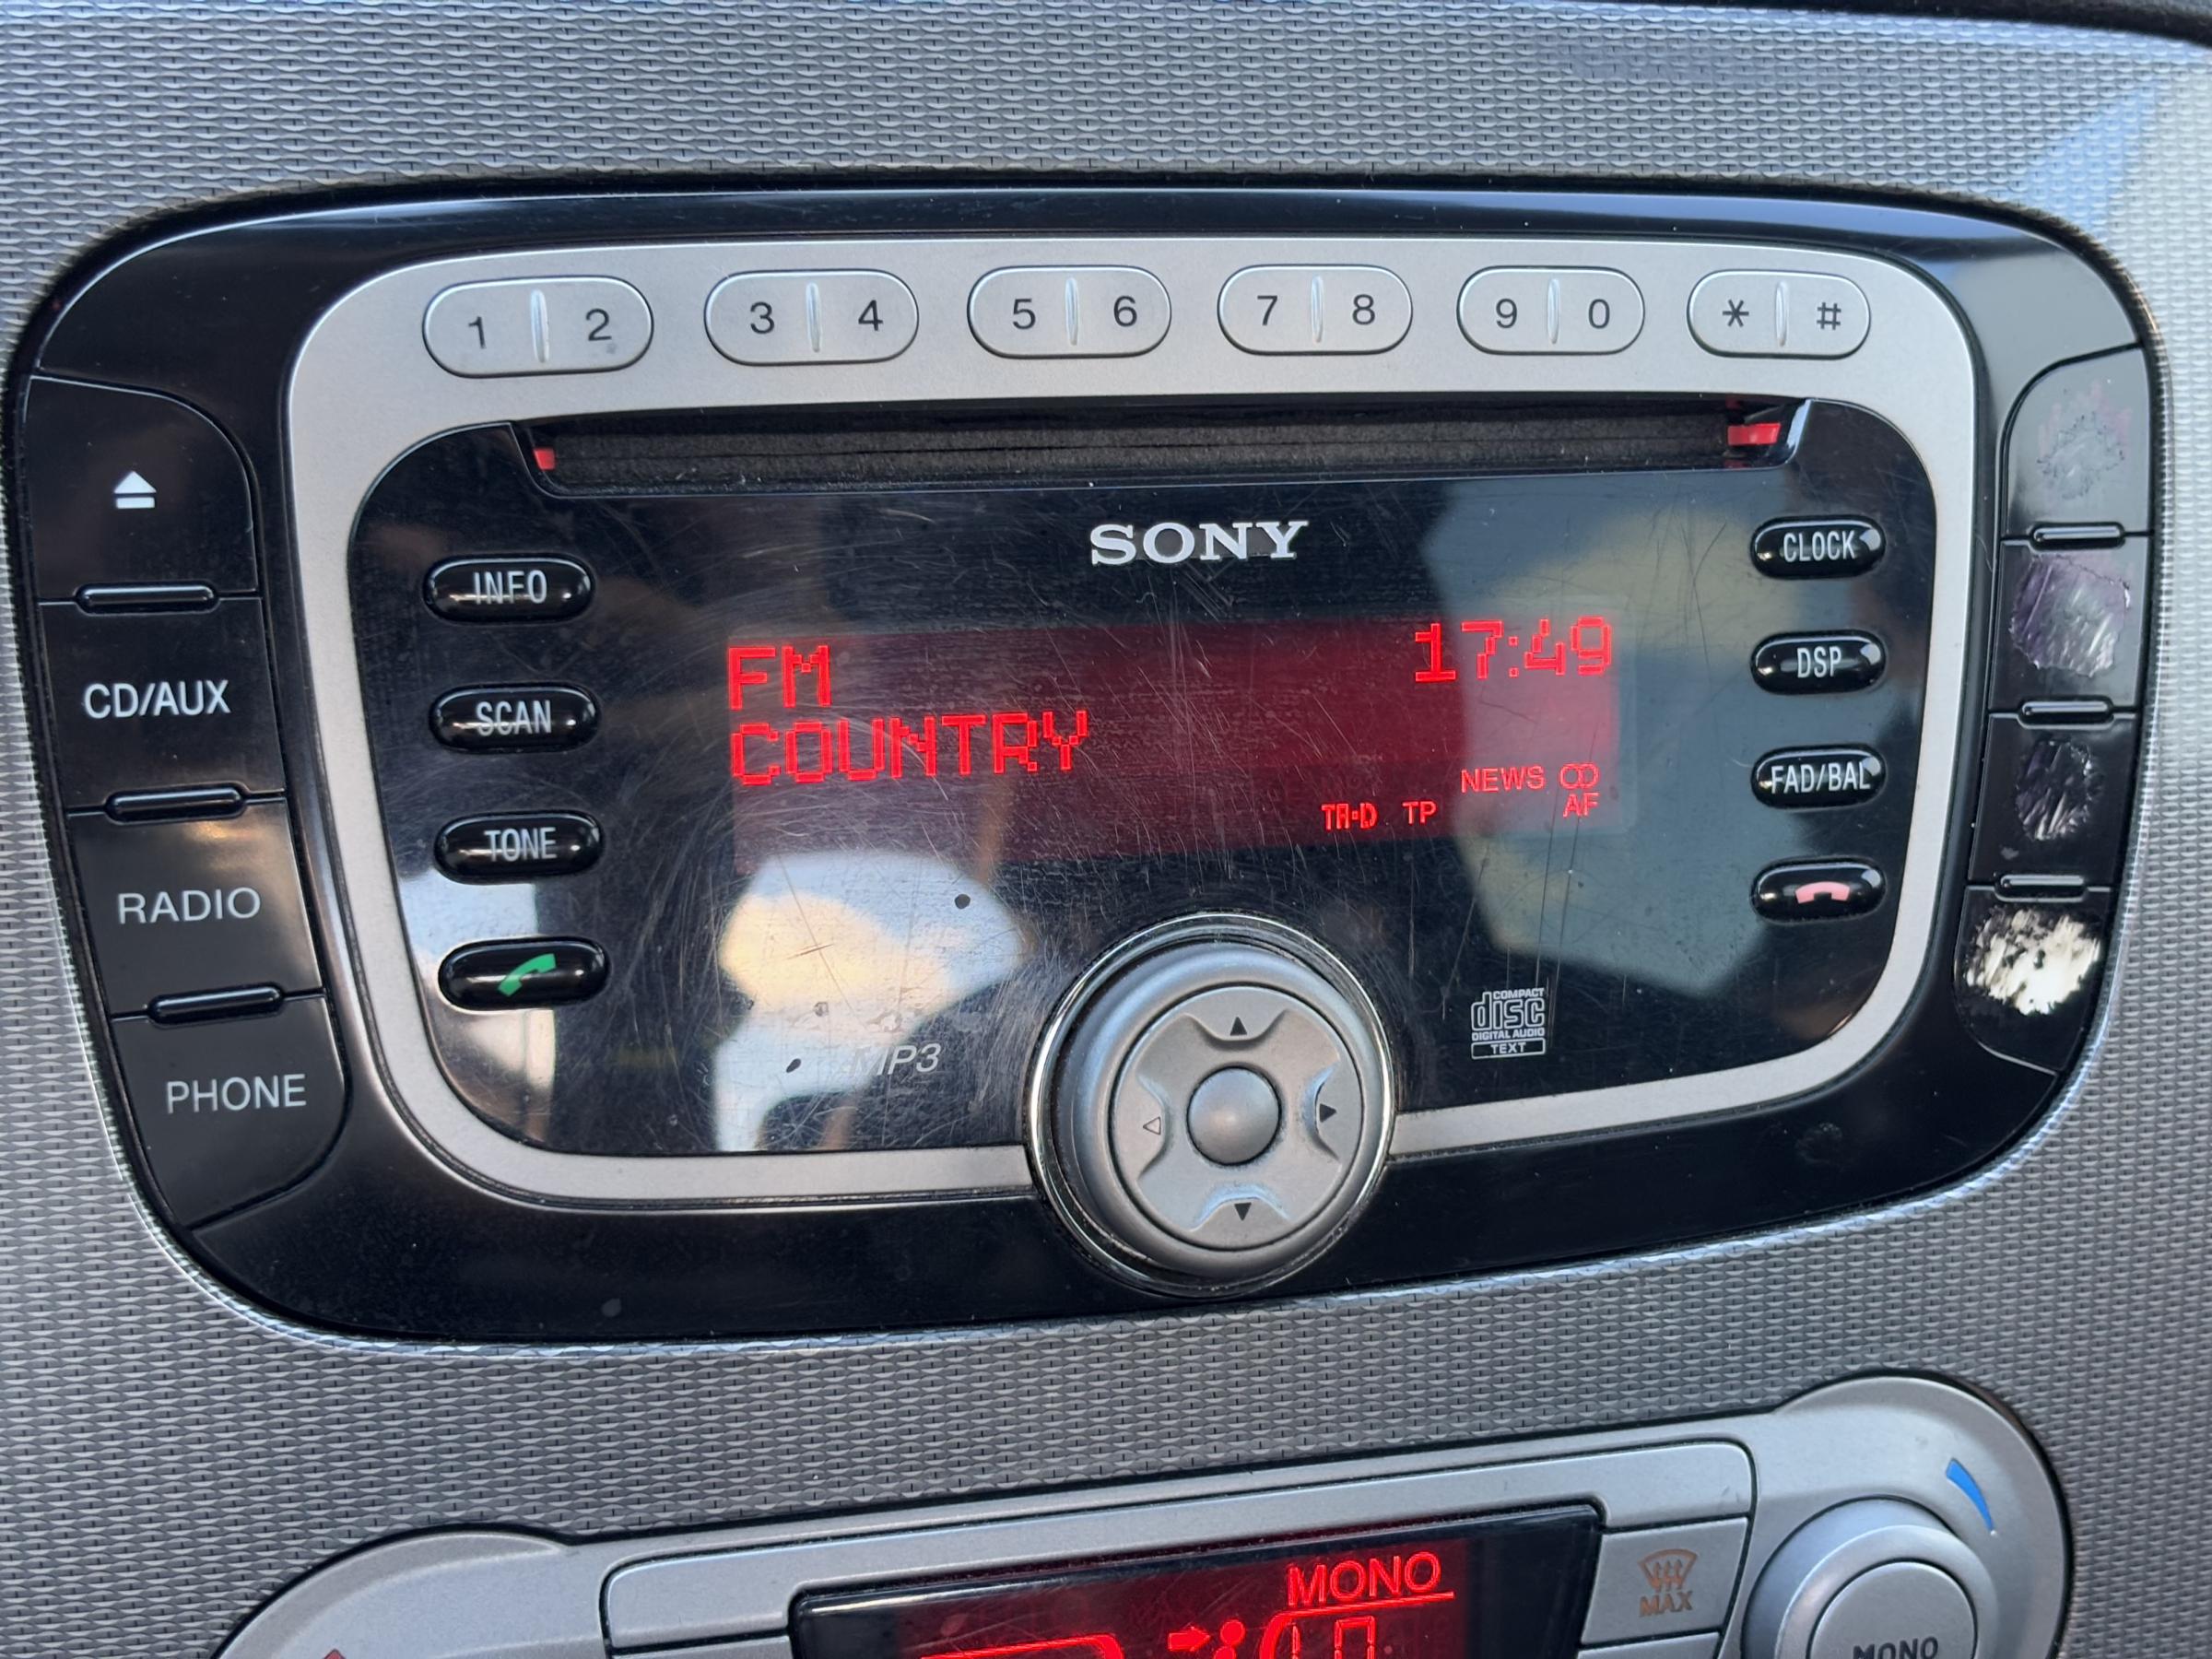 1 2 3 4 5 6 7 8 9 0 * #
SONY
INFO
CLOCK
CD/AUX
SCAN
DSP
FM 17:49
COUNTRY
NEWS
AF
TA-D TP
TONE
FAD/BAL
RADIO
MP3
COMPACT
disc
DIGITAL AUDIO
TEXT
PHONE
MONO
MAX
MONO